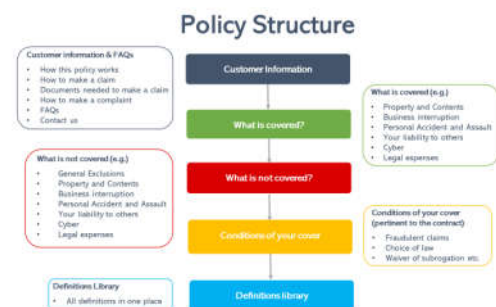 Policy Structure
Customer information & FAQs
• How this policy works
• How to make a claim
• Documents needed to make a claim
• How to make a complaint
• FAQs
• Contact us
Customer Information
What is covered (e.g.)
• Property and Contents
• Business interruption
• Personal Accident and Assault
• Your liability to others
• Cyber
• Legal expenses
What is covered?
What is not covered (e.g.)
• General Exclusions
• Property and Contents
• Business interruption
• Personal Accident and Assault
• Your liability to others
• Cyber
• Legal expenses
What is not covered?
Conditions of your cover
(pertinent to the contract)
• Fraudulent claims
• Choice of law
• Waiver of subrogation etc.
Conditions of your cover
Definitions Library
• All definitions in one place
Definitions library